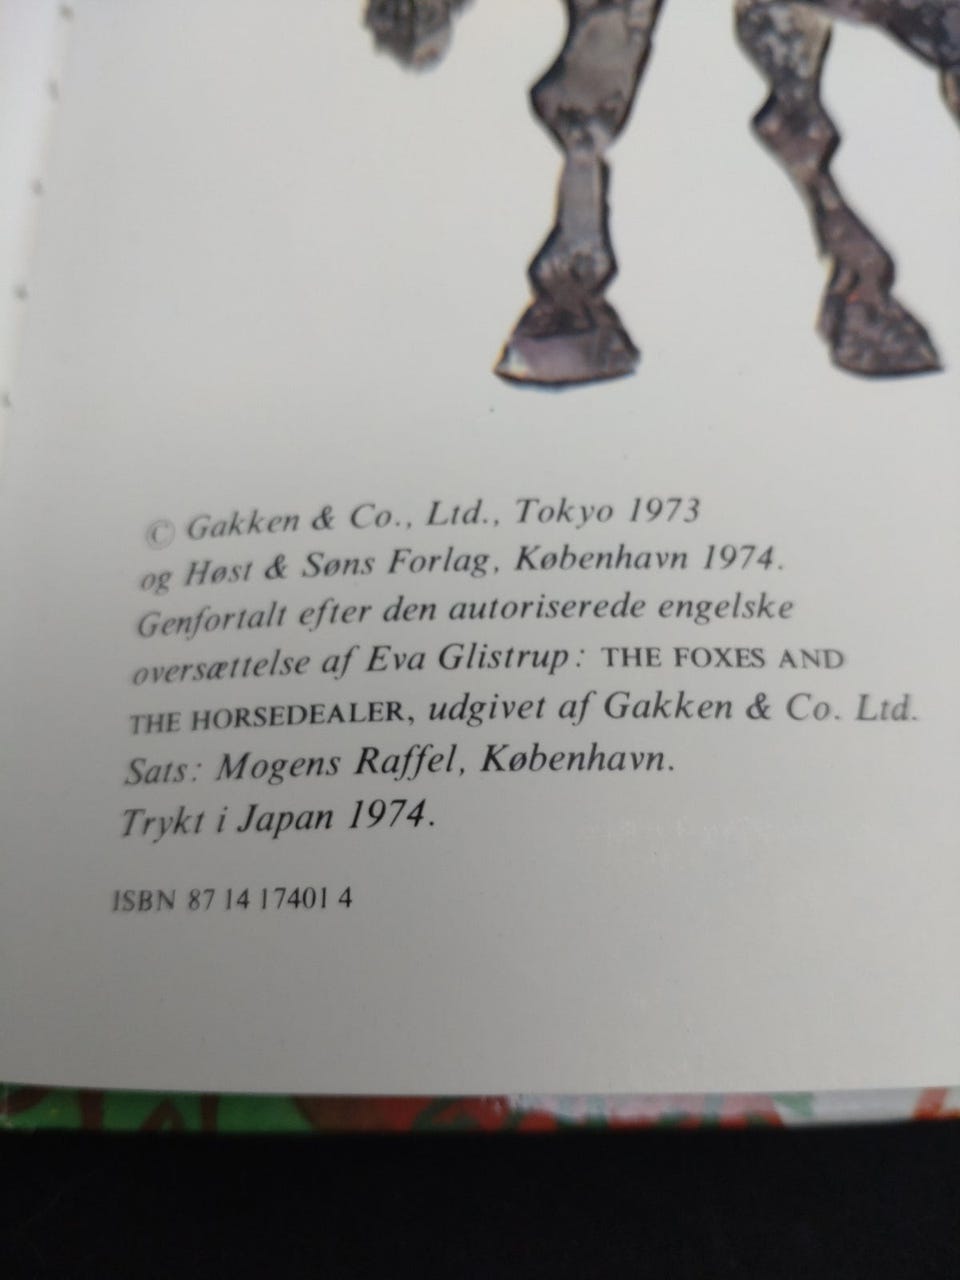 © Gakken & Co., Ltd., Tokyo 1973
og Høst & Søns Forlag, København 1974.
Genfortalt efter den autoriserede engelske
oversættelse af Eva Glistrup: THE FOXES AND
THE HORSEDEALER, udgivet af Gakken & Co. Ltd.
Sats: Mogens Raffel, København.
Trykt i Japan 1974.
ISBN 87 14 17401 4